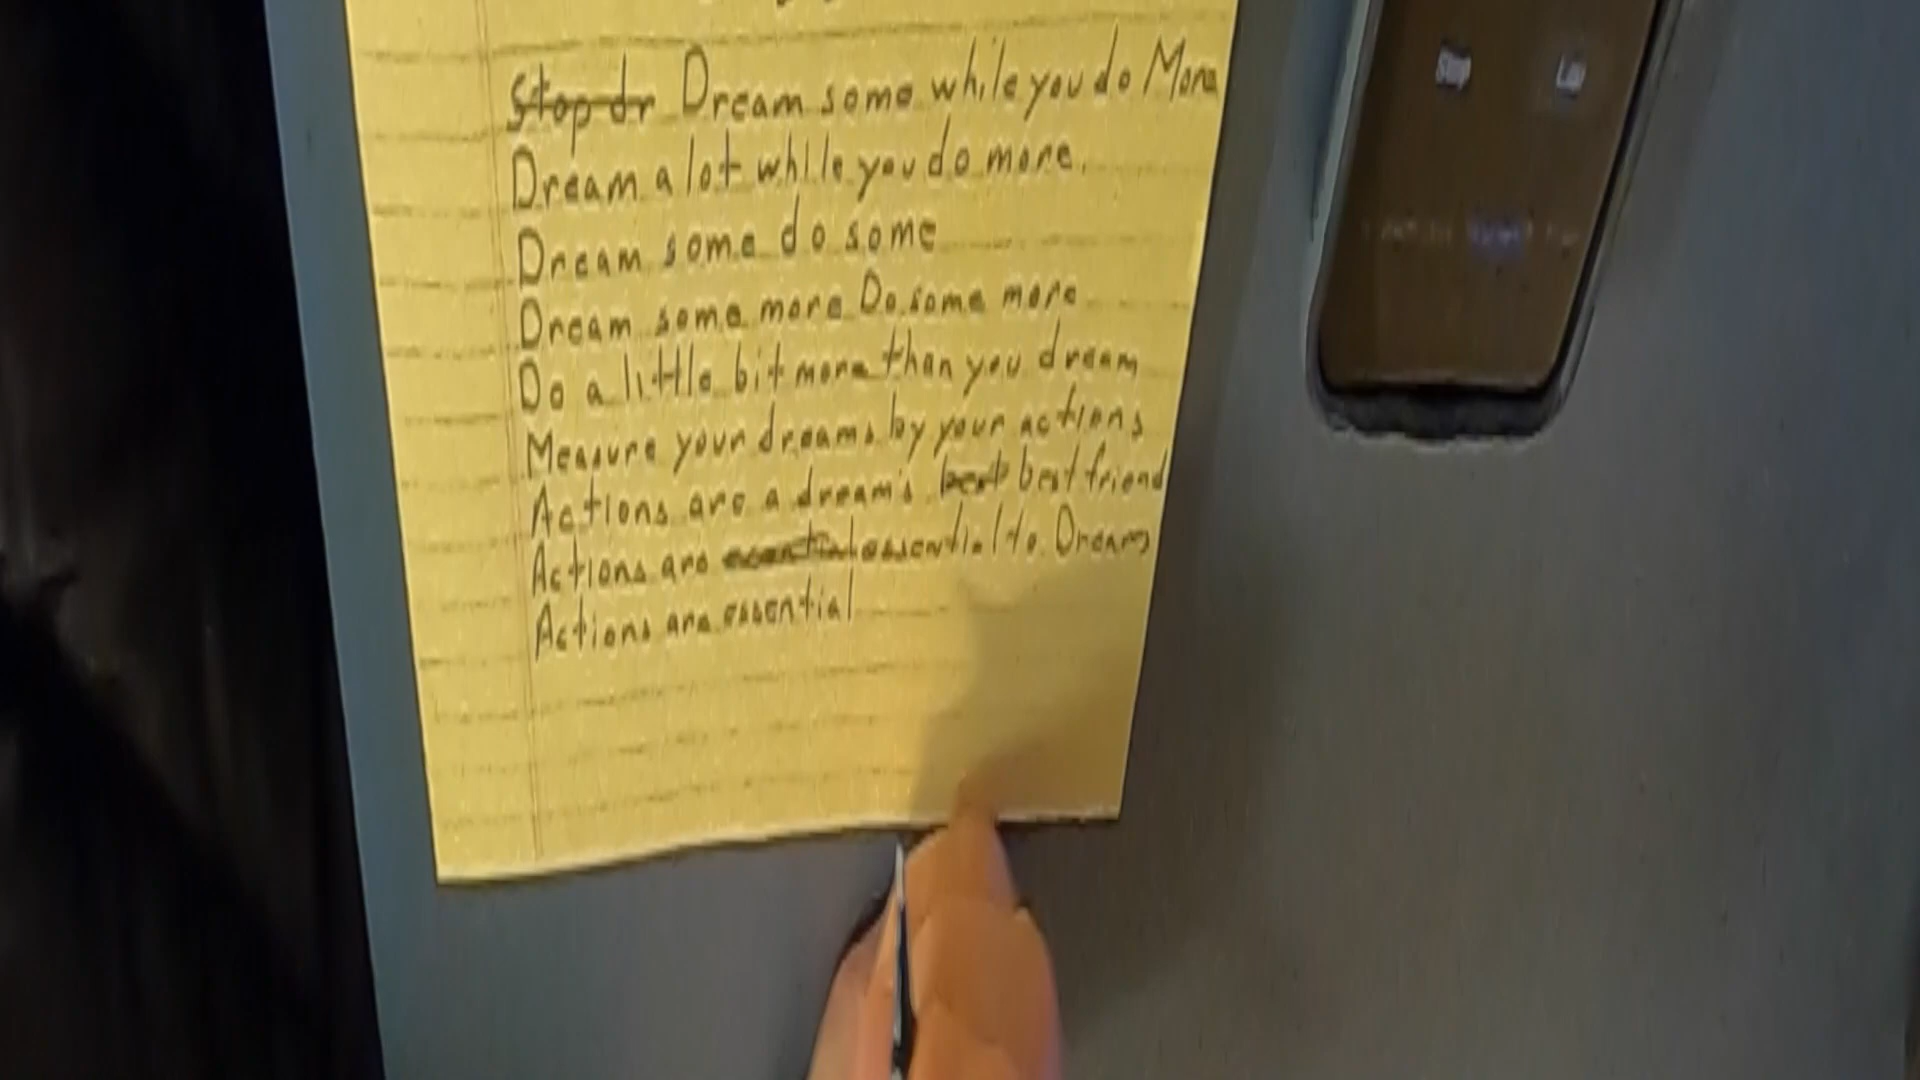 Stop dr Dream some while you do More
Dream a lot while you do more.
Dream some do some
Dream some more Do some more
Do a little bit more than you dream
Measure your dreams by your actions
Actions are a dream's best best friend
Actions are essential to Dreams
Actions are essential
Stop